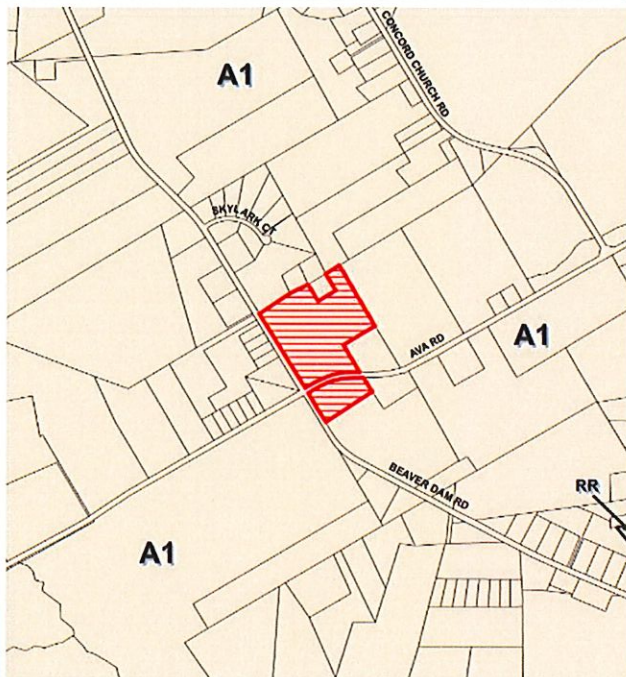 A1
CONCORD CHURCH RD
SKYLARK CT
AVA RD
A1
BEAVER DAM RD
RR
A1